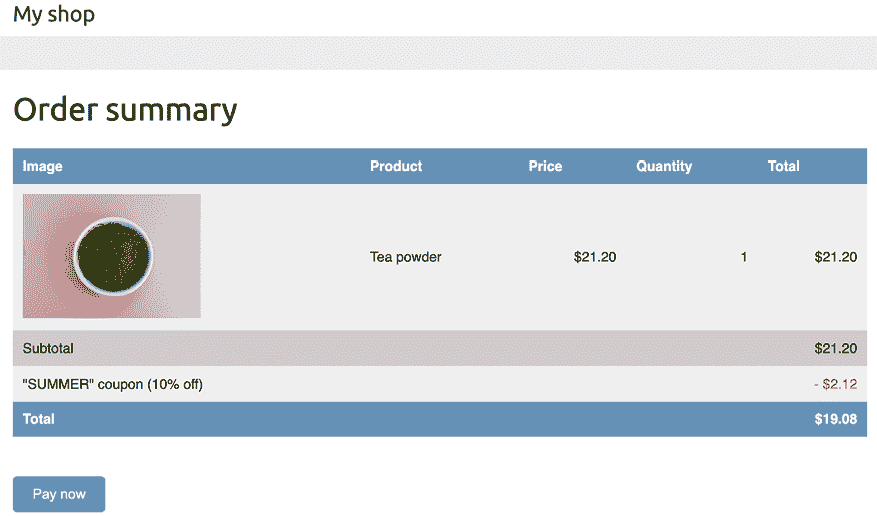 My shop
Order summary
Image Product Price Quantity Total
Tea powder $21.20 1 $21.20
Subtotal $21.20
"SUMMER" coupon (10% off) - $2.12
Total $19.08
Pay now